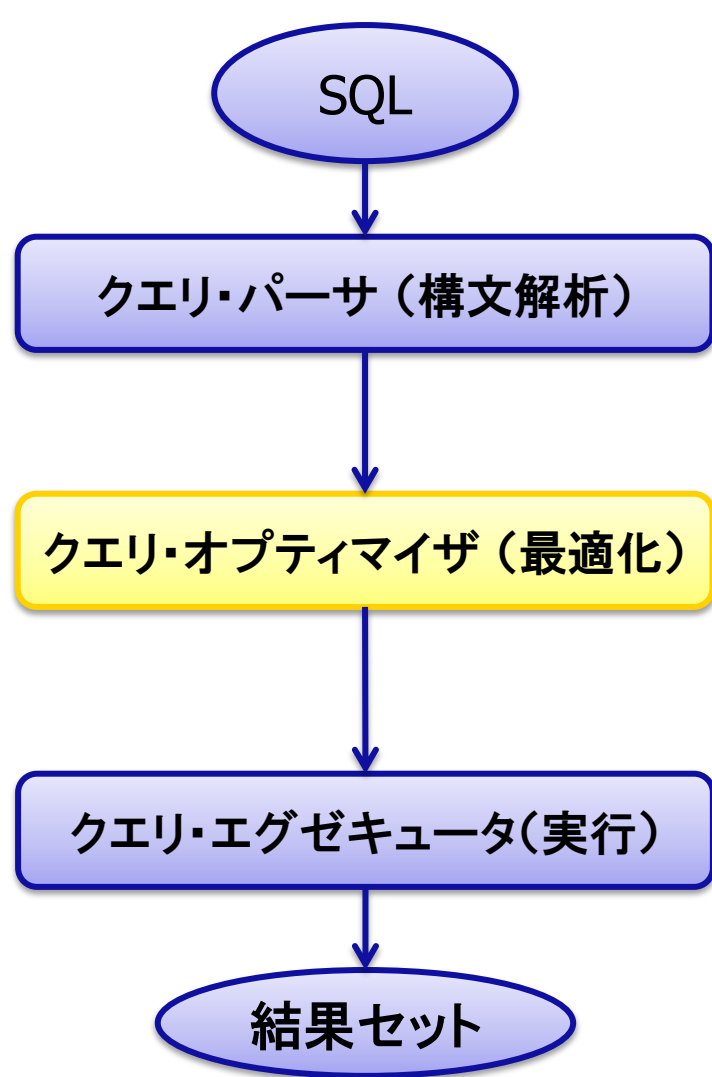 SQL
クエリ・パーサ（構文解析）
クエリ・オプティマイザ（最適化）
クエリ・エグゼキュータ（実行）
結果セット